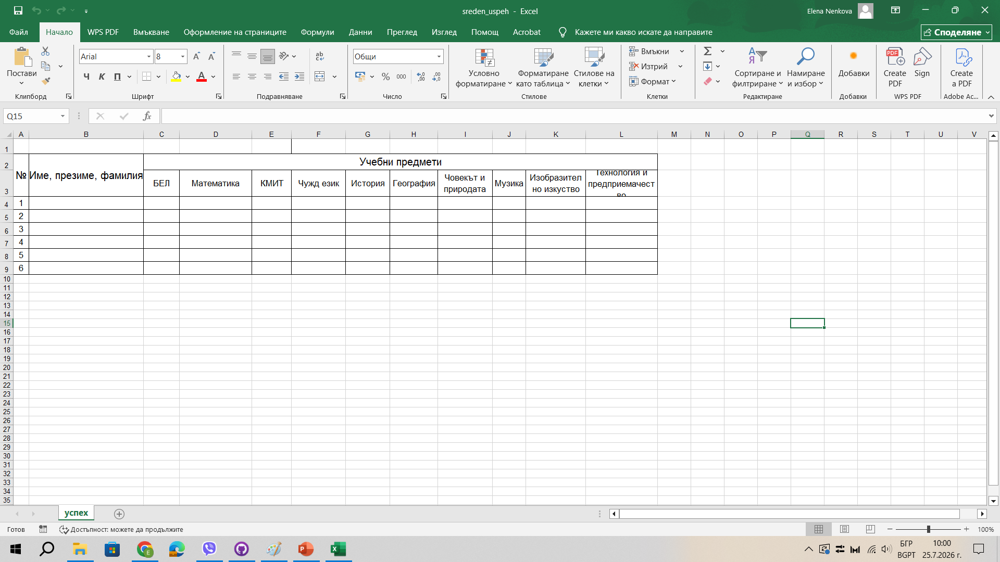 sreden_uspeh - Excel
Elena Nenkova
Файл Начало WPS PDF Вмъкване Оформление на страниците Формули Данни Преглед Изглед Помощ Acrobat Кажете ми какво искате да направите Споделяне
Постави
Клипборд
Arial 8
Ч К П
Шрифт
ab
Подравняване
Общи
% 000
Число
Условно форматиране
Форматиране като таблица
Стилове на клетки
Стилове
Вмъкни
Изтрий
Формат
Клетки
Сортиране и филтриране
Намиране и избор
Редактиране
Добавки
Добавки
Create PDF
Sign
WPS PDF
Create a PDF
Adobe Ac...
Q15
fx
A B C D E F G H I J K L M N O P Q R S T U V
1
2 № Име, презиме, фамилия Учебни предмети
3 БЕЛ Математика КМИТ Чужд език История География Човекът и природата Музика Изобразително изкуство Технология и предприемачество
4 1
5 2
6 3
7 4
8 5
9 6
10
11
12
13
14
15
16
17
18
19
20
21
22
23
24
25
26
27
28
29
30
31
32
33
34
35
успех
Готов
Достъпност: можете да продължите
100%
БГР
BGPT
10:00
25.7.2026 г.